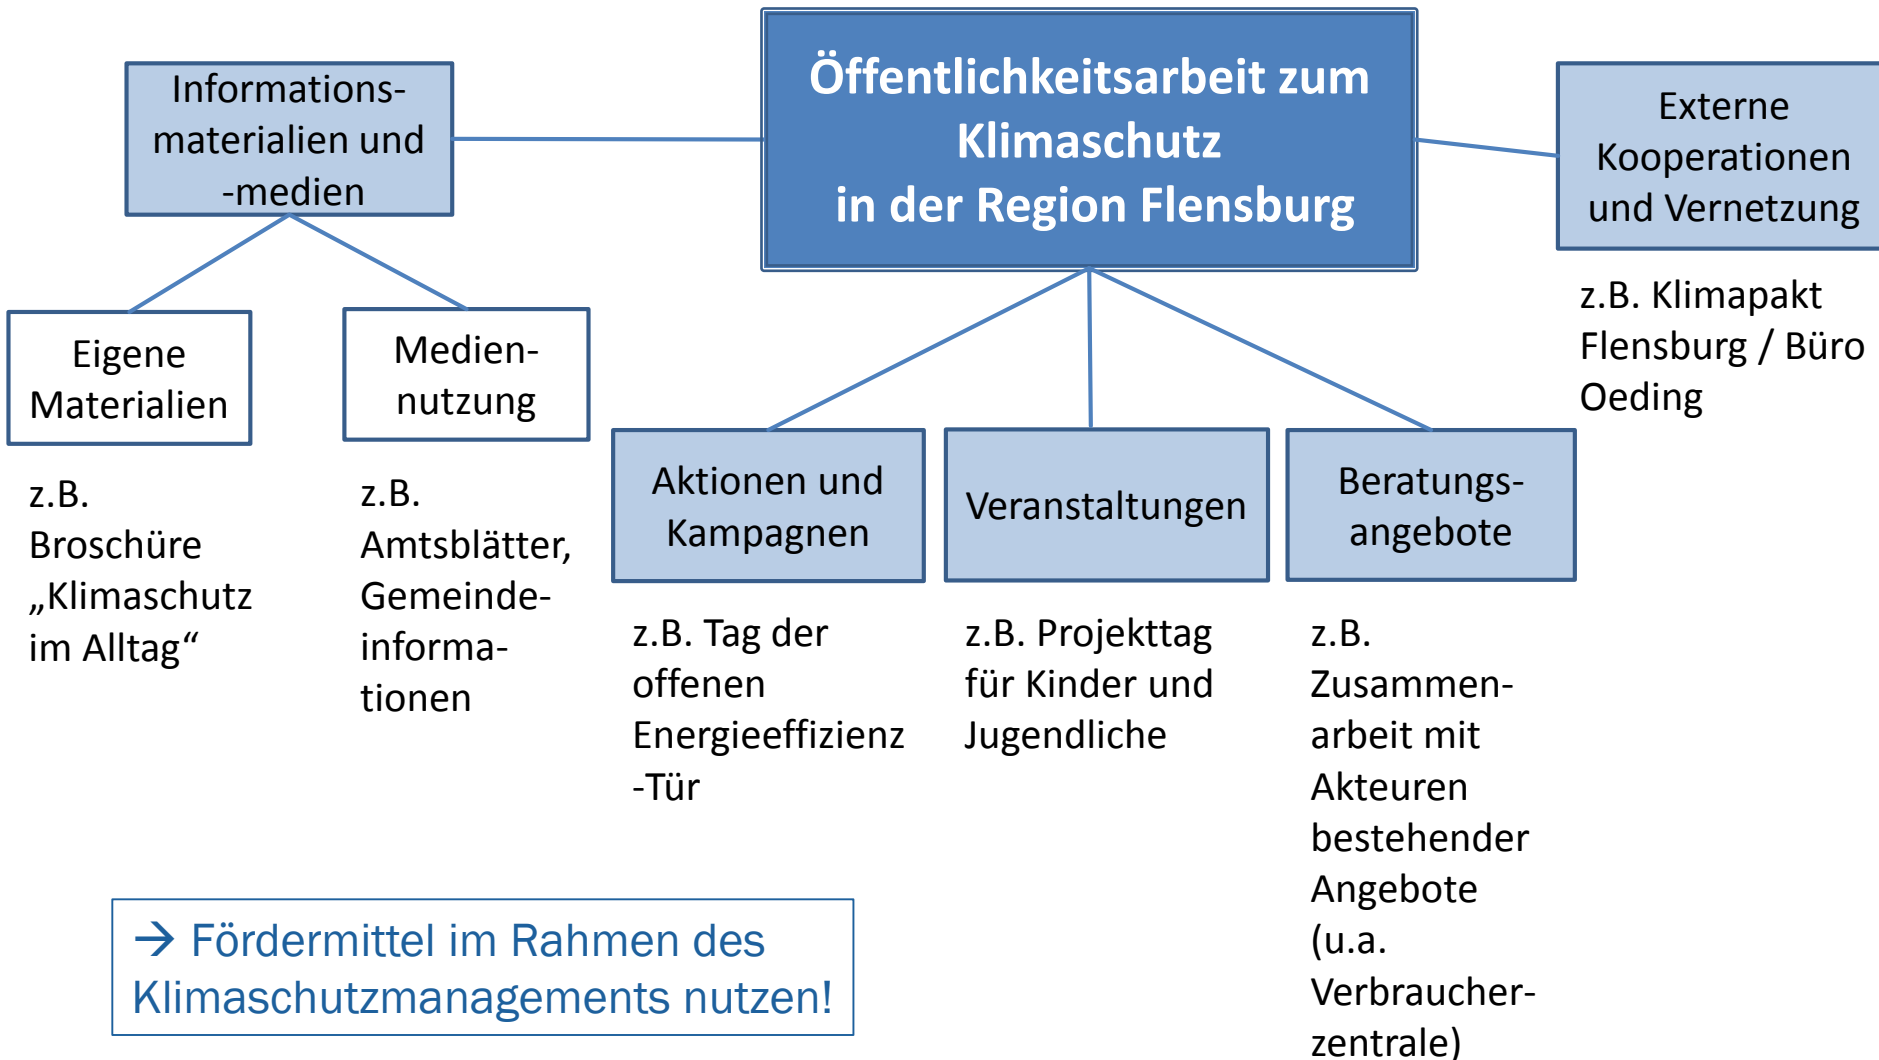 Öffentlichkeitsarbeit zum
Klimaschutz
in der Region Flensburg
Informations-
materialien und
-medien
Externe
Kooperationen
und Vernetzung
z.B. Klimapakt
Flensburg / Büro
Oeding
Eigene
Materialien
Medien-
nutzung
z.B.
Broschüre
„Klimaschutz
im Alltag“
z.B.
Amtsblätter,
Gemeinde-
informa-
tionen
Aktionen und
Kampagnen
Veranstaltungen
Beratungs-
angebote
z.B. Tag der
offenen
Energieeffizienz
-Tür
z.B. Projekttag
für Kinder und
Jugendliche
z.B.
Zusammen-
arbeit mit
Akteuren
bestehender
Angebote
(u.a.
Verbraucher-
zentrale)
→ Fördermittel im Rahmen des
Klimaschutzmanagements nutzen!